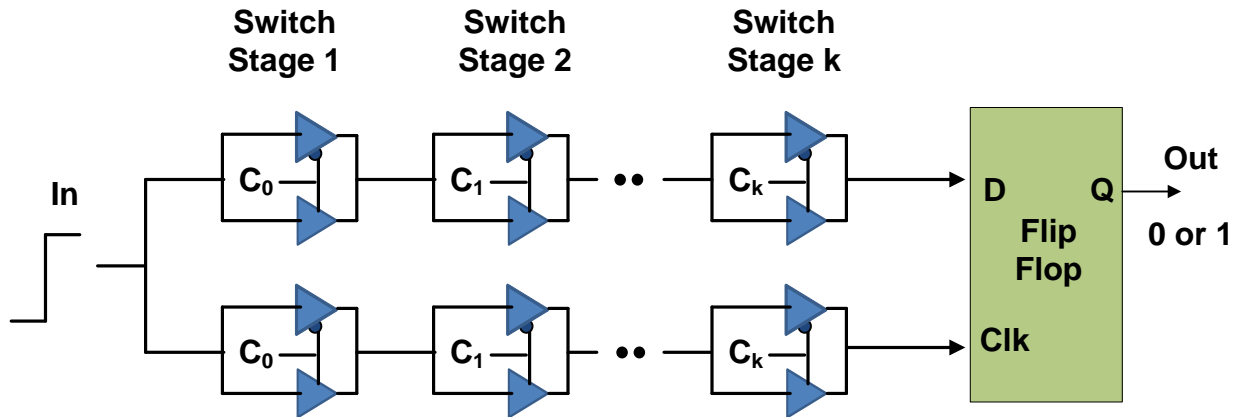 Switch
Stage 1
Switch
Stage 2
Switch
Stage k
In
C₀
C₁
Cₖ
C₀
C₁
Cₖ
D
Q
Flip
Flop
Clk
Out
0 or 1